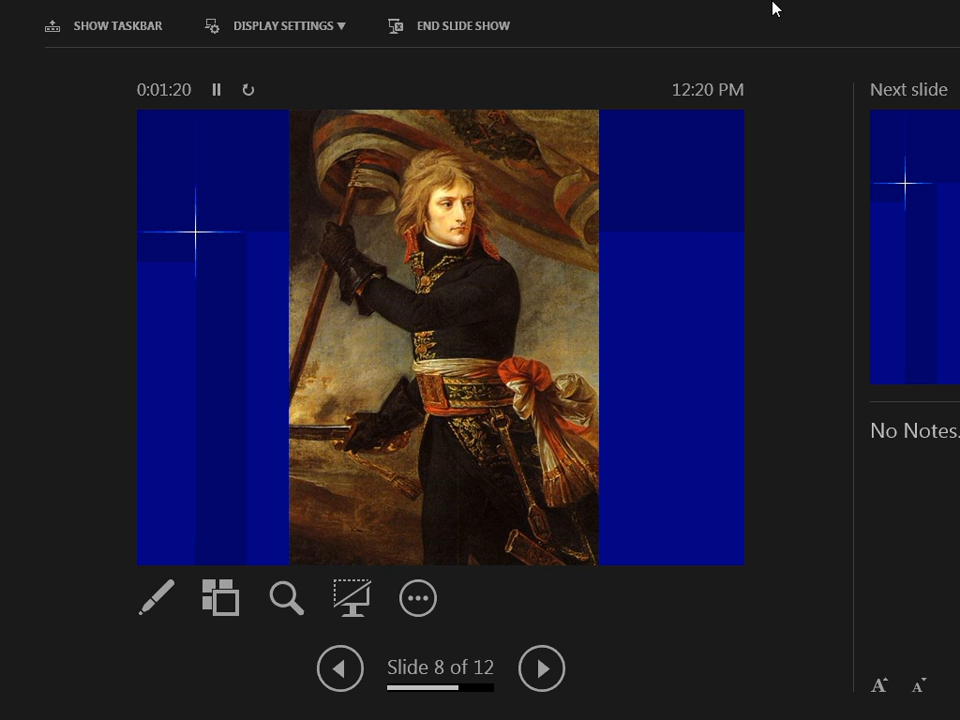 SHOW TASKBAR
DISPLAY SETTINGS ▼
END SLIDE SHOW
0:01:20
12:20 PM
Next slide
No Notes.
Slide 8 of 12
A A